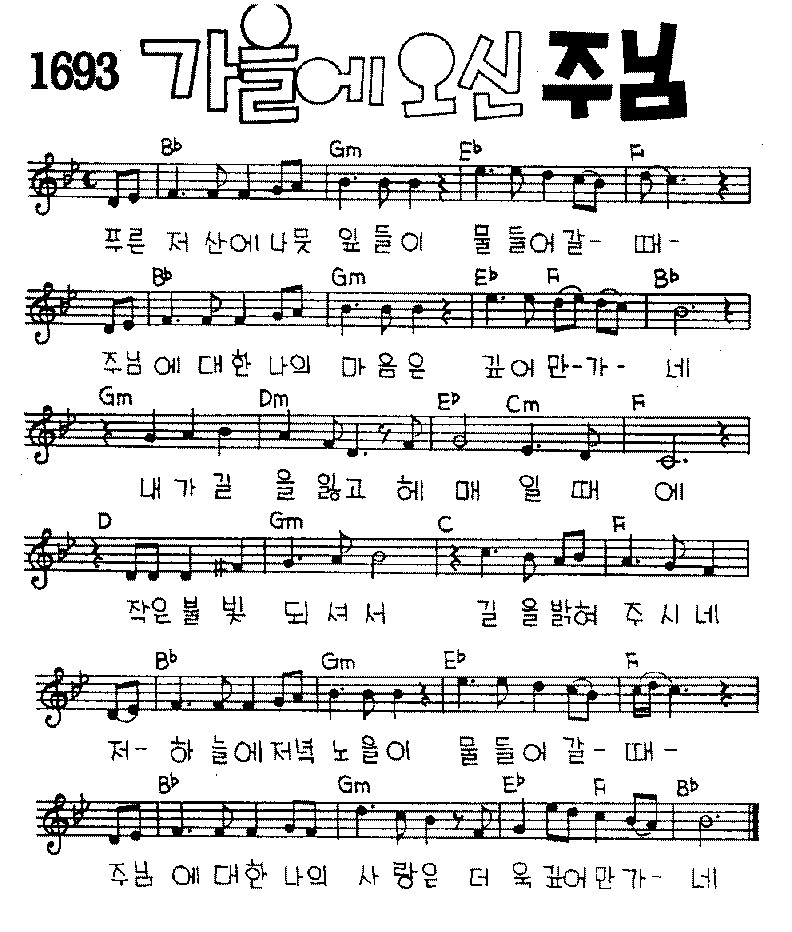 1693 가을에 오신 주님
Bb Gm Eb F
푸른 저 산에 나뭇 잎들이 물들어갈- 때-
Bb Gm Eb F Bb
주님에 대한 나의 마음은 깊어만-가- 네
Gm Dm Eb Cm F
내가길 을잃고 헤매 일때 에
D Gm C F
작은불빛 되셔서 길을밝혀 주시네
Bb Gm Eb F
저- 하늘에저녁 노을이 물들어갈- 때-
Bb Gm Eb F Bb
주님에대한 나의 사랑은 더욱깊어만가- 네